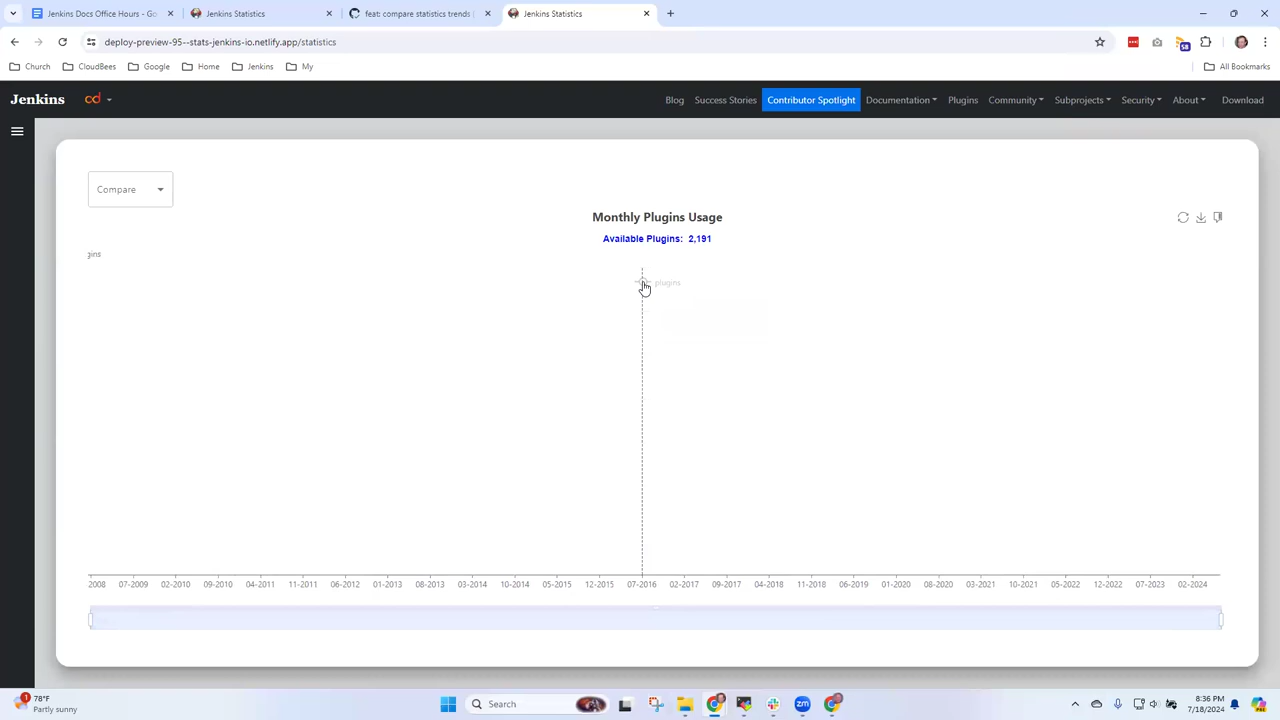 Jenkins Docs Office Hours - Go
Jenkins Statistics
feat: compare statistics trends
Jenkins Statistics
deploy-preview-95--stats-jenkins-io.netlify.app/statistics
Church
CloudBees
Google
Home
Jenkins
My
All Bookmarks
Jenkins
cd
Blog
Success Stories
Contributor Spotlight
Documentation
Plugins
Community
Subprojects
Security
About
Download
Compare
Monthly Plugins Usage
Available Plugins: 2,191
gins
plugins
2008 07-2009 02-2010 09-2010 04-2011 11-2011 06-2012 01-2013 08-2013 03-2014 10-2014 05-2015 12-2015 07-2016 02-2017 09-2017 04-2018 11-2018 06-2019 01-2020 08-2020 03-2021 10-2021 05-2022 12-2022 07-2023 02-2024
1
78°F
Partly sunny
Search
zm
8:36 PM
7/18/2024